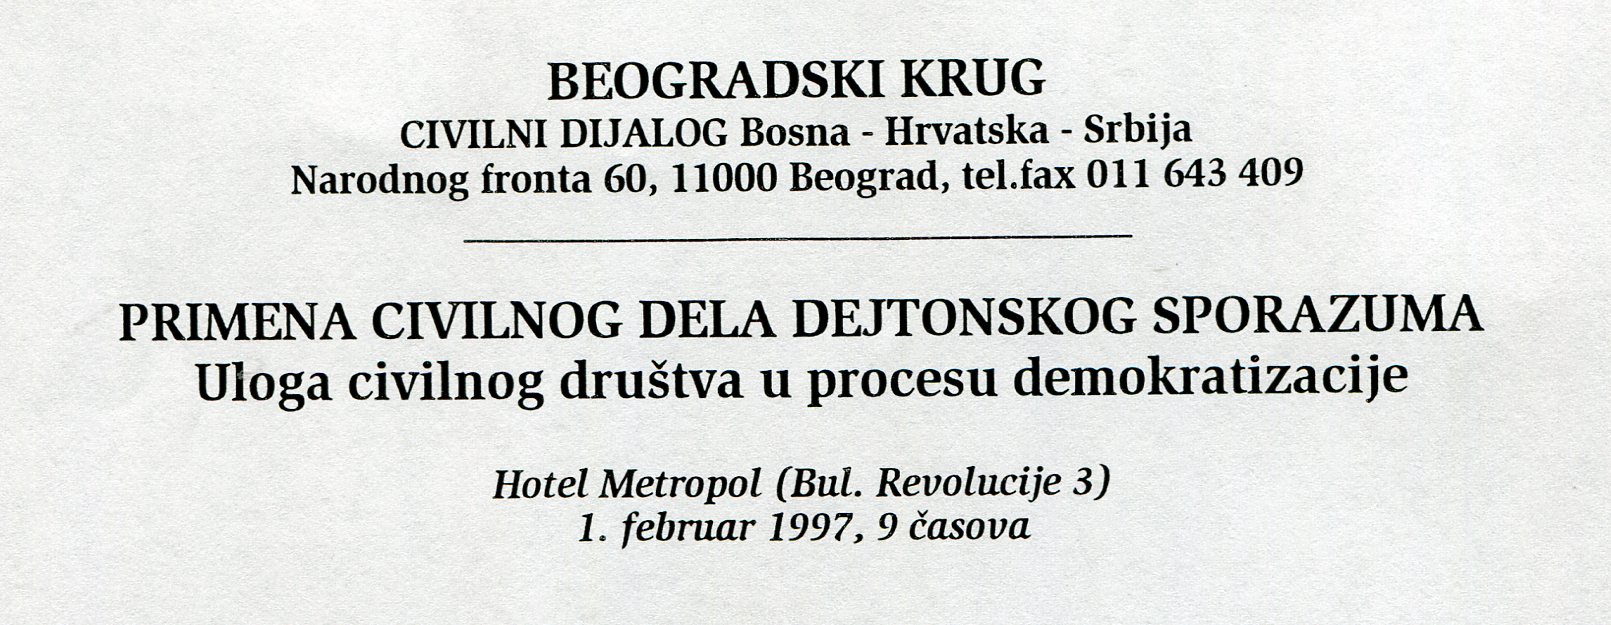 BEOGRADSKI KRUG
CIVILNI DIJALOG Bosna - Hrvatska - Srbija
Narodnog fronta 60, 11000 Beograd, tel.fax 011 643 409
PRIMENA CIVILNOG DELA DEJTONSKOG SPORAZUMA
Uloga civilnog društva u procesu demokratizacije
Hotel Metropol (Bul. Revolucije 3)
1. februar 1997, 9 časova